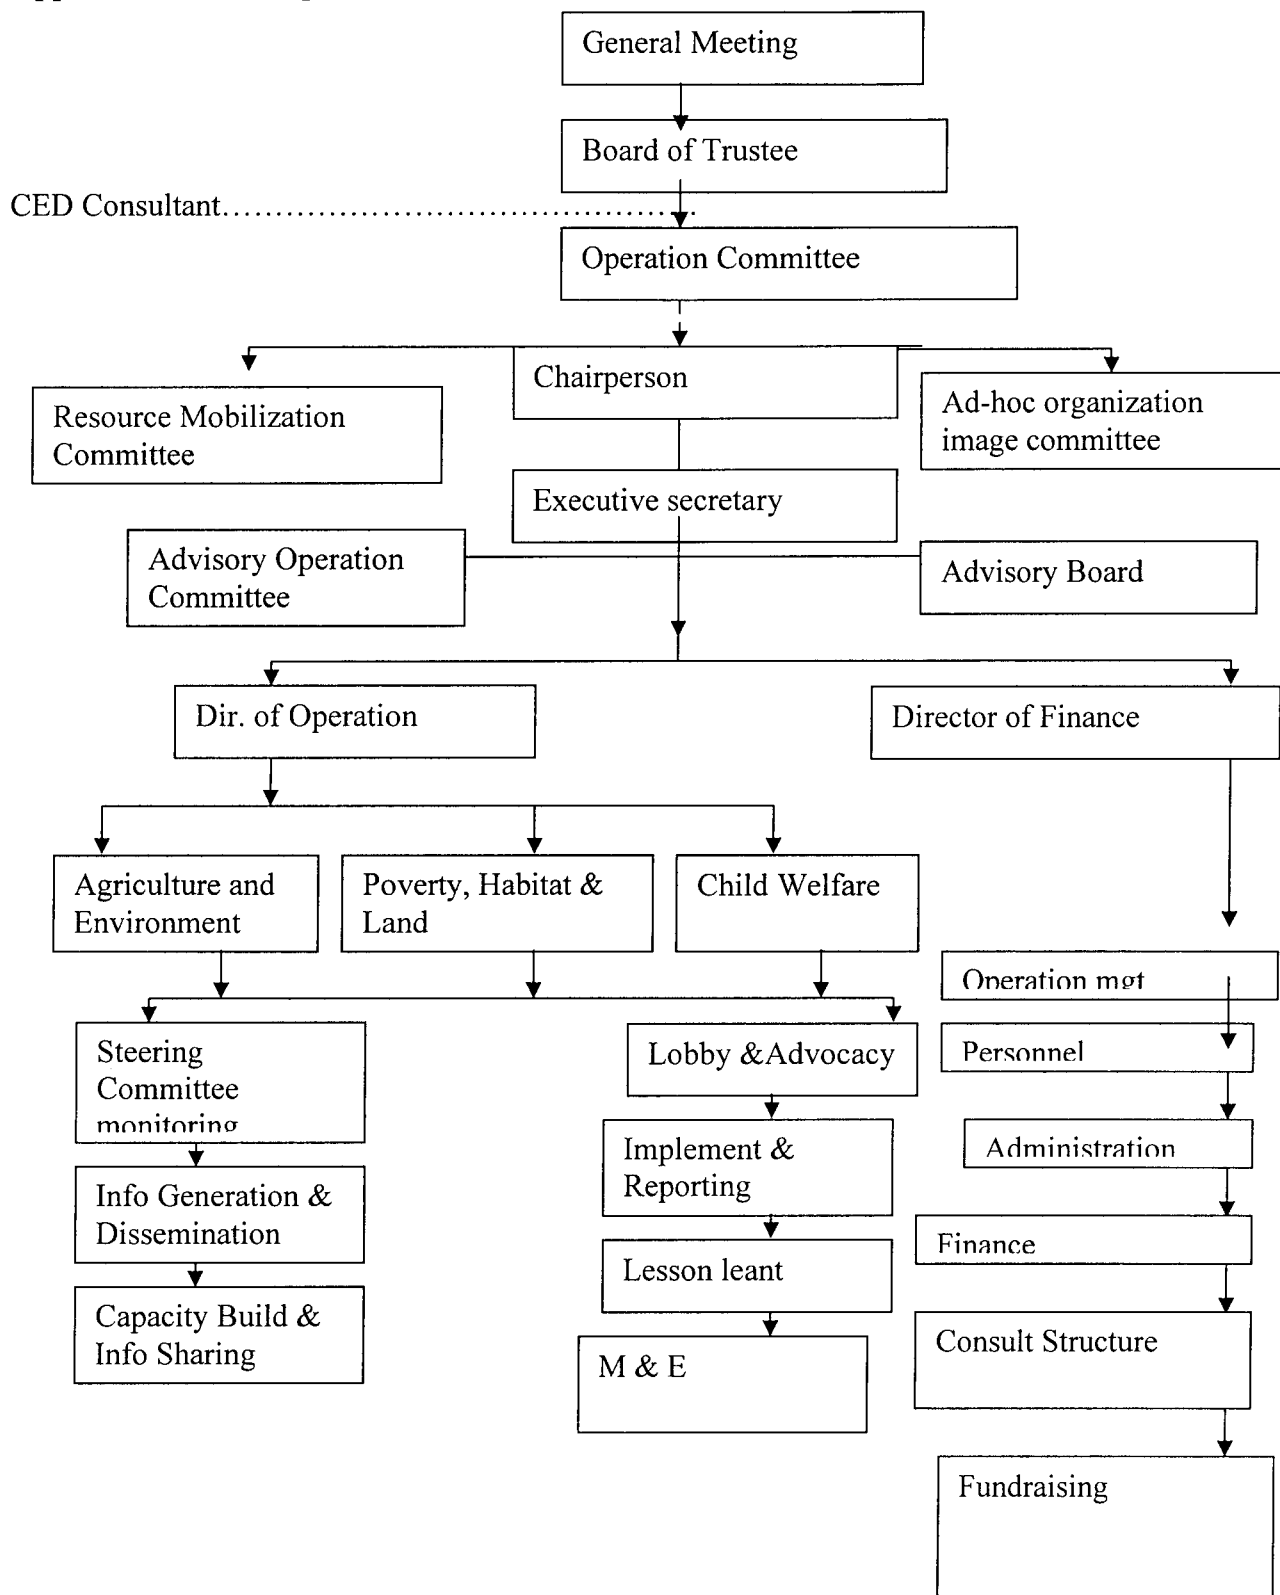 General Meeting
Board of Trustee
CED Consultant
Operation Committee
Chairperson
Resource Mobilization
Committee
Ad-hoc organization
image committee
Executive secretary
Advisory Operation
Committee
Advisory Board
Dir. of Operation
Director of Finance
Agriculture and
Environment
Poverty, Habitat &
Land
Child Welfare
Operation mgt
Steering
Committee
monitoring
Lobby &Advocacy
Personnel
Implement &
Reporting
Administration
Info Generation &
Dissemination
Finance
Lesson leant
Capacity Build &
Info Sharing
Consult Structure
M & E
Fundraising